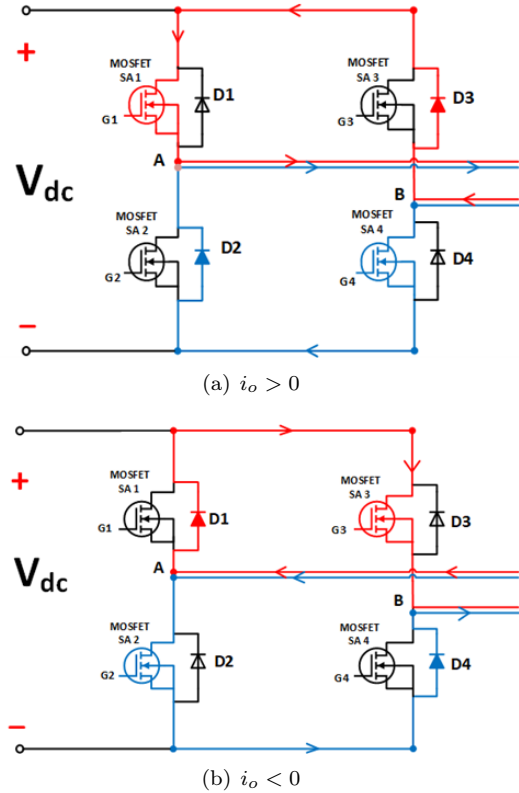 +
MOSFET
SA 1
G1
D1
MOSFET
SA 3
G3
D3
A
Vdc
B
MOSFET
SA 2
G2
D2
MOSFET
SA 4
G4
D4
−
(a) iₒ > 0
+
MOSFET
SA 1
G1
D1
MOSFET
SA 3
G3
D3
A
Vdc
B
MOSFET
SA 2
G2
D2
MOSFET
SA 4
G4
D4
−
(b) iₒ < 0